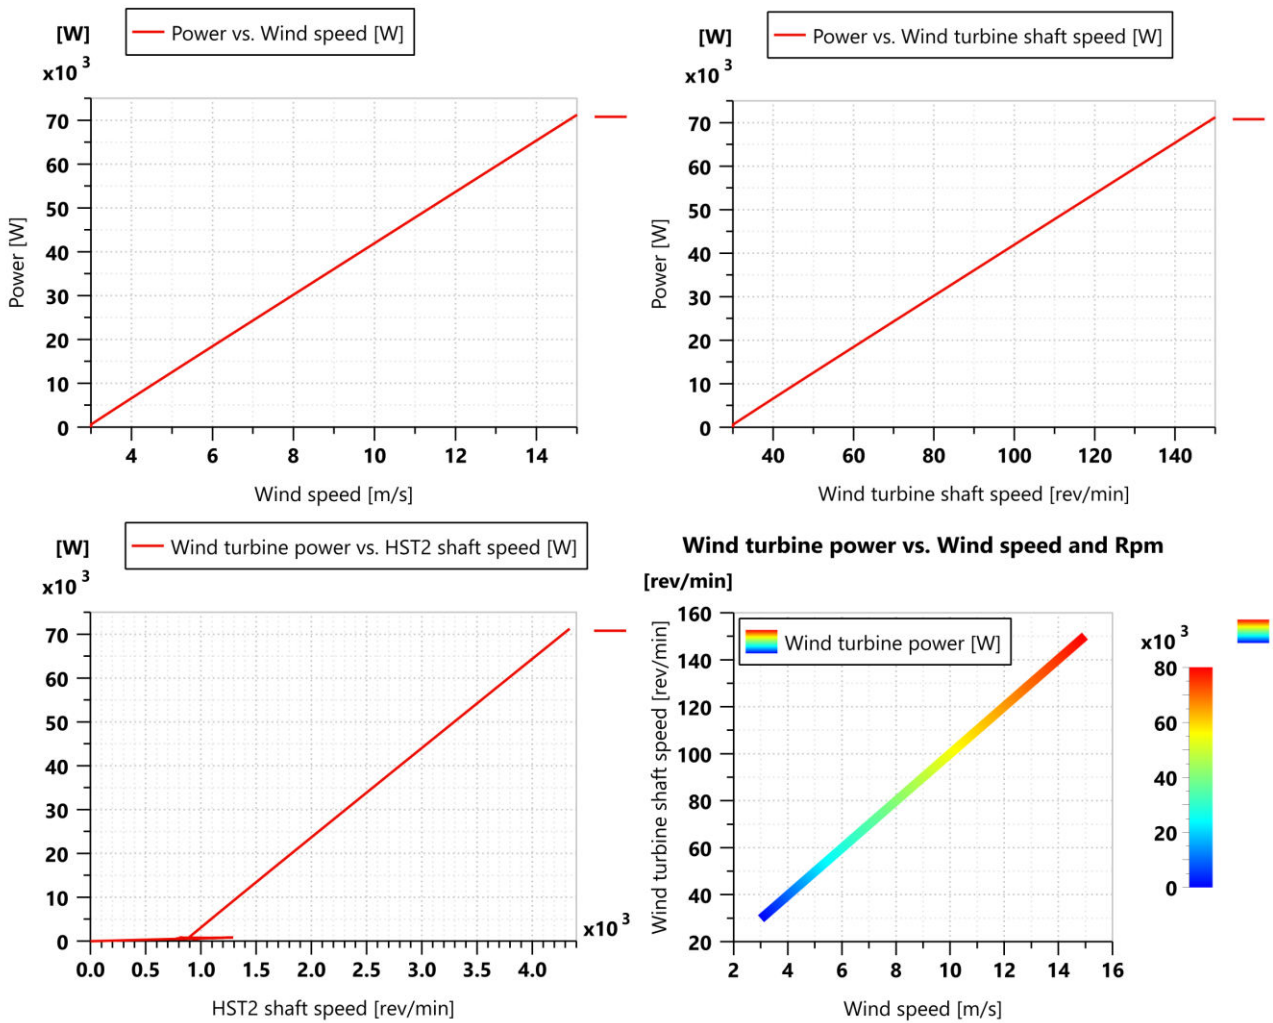 [W]
Power vs. Wind speed [W]
x10 3
70
60
50
40
30
20
10
0
Power [W]
4 6 8 10 12 14
Wind speed [m/s]
[W]
Power vs. Wind turbine shaft speed [W]
x10 3
70
60
50
40
30
20
10
0
Power [W]
40 60 80 100 120 140
Wind turbine shaft speed [rev/min]
[W]
Wind turbine power vs. HST2 shaft speed [W]
x10 3
70
60
50
40
30
20
10
0
x10 3
0.0 0.5 1.0 1.5 2.0 2.5 3.0 3.5 4.0
HST2 shaft speed [rev/min]
Wind turbine power vs. Wind speed and Rpm
[rev/min]
Wind turbine power [W]
160
140
120
100
80
60
40
20
Wind turbine shaft speed [rev/min]
2 4 6 8 10 12 14 16
Wind speed [m/s]
x10 3
80
60
40
20
0